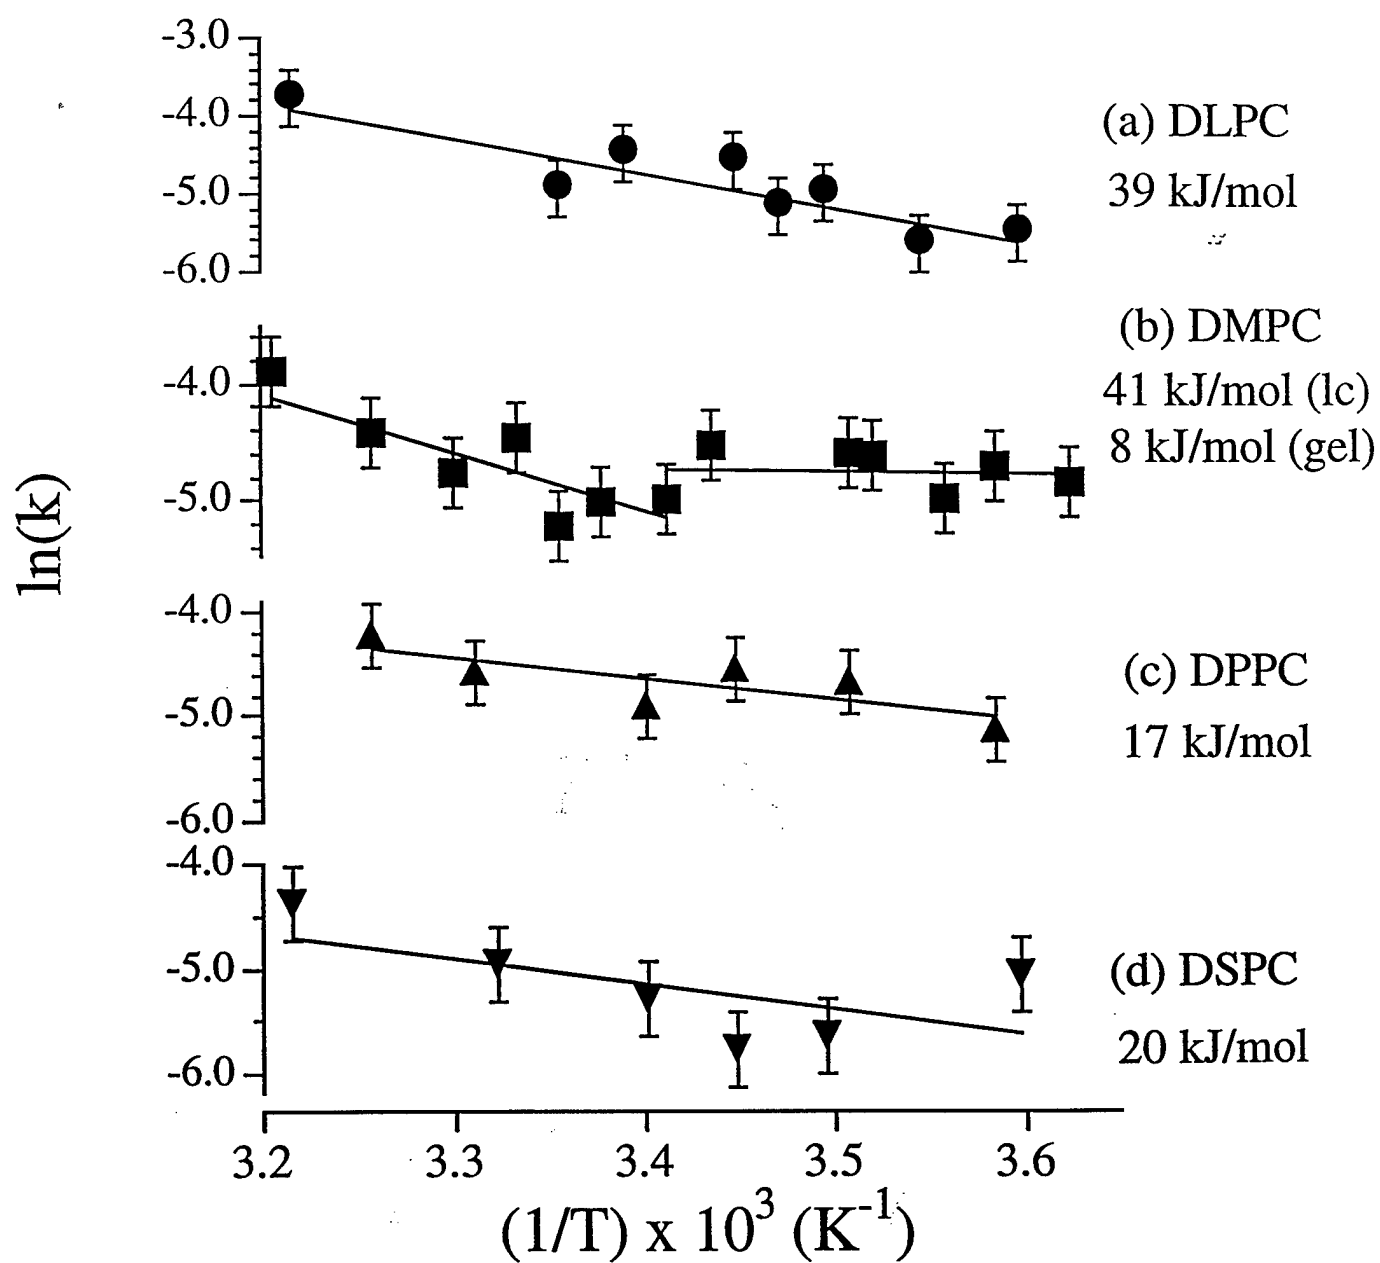 -3.0
-4.0
-5.0
-6.0
(a) DLPC
39 kJ/mol
-4.0
-5.0
(b) DMPC
41 kJ/mol (lc)
8 kJ/mol (gel)
ln(k)
-4.0
-5.0
-6.0
(c) DPPC
17 kJ/mol
-4.0
-5.0
-6.0
(d) DSPC
20 kJ/mol
3.2 3.3 3.4 3.5 3.6
(1/T) x 10³ (K⁻¹)